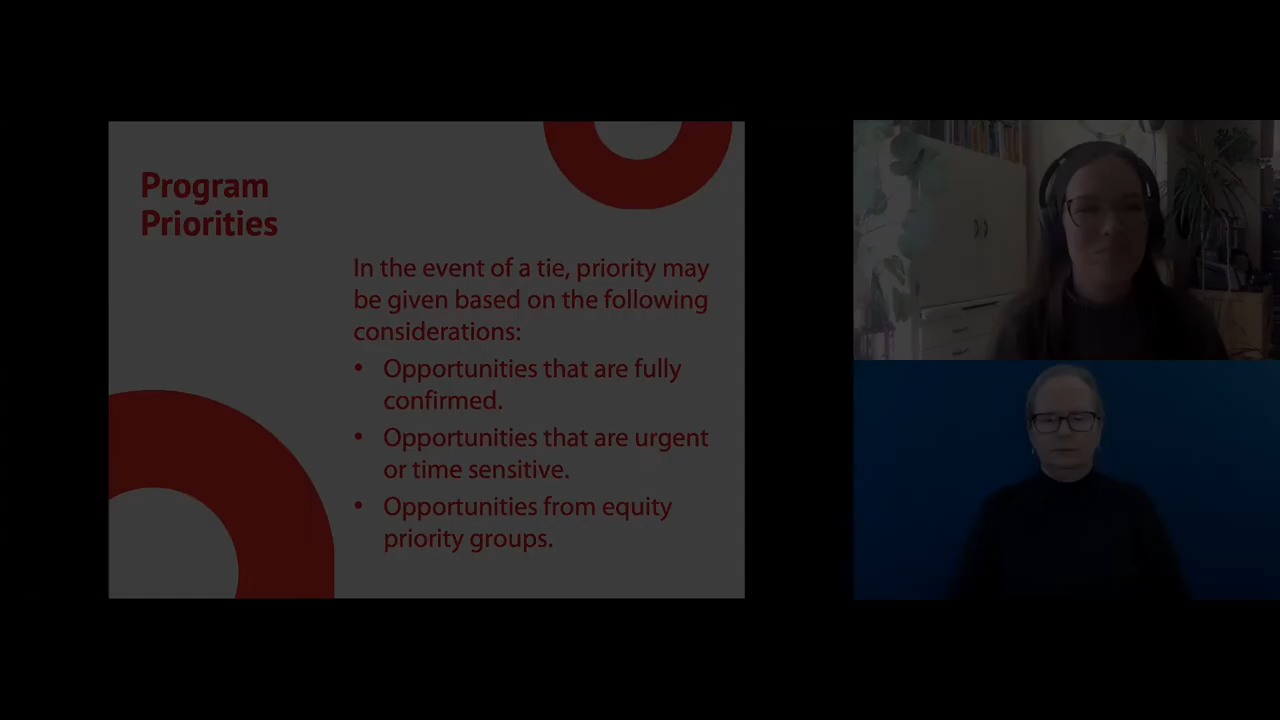 Program
Priorities
In the event of a tie, priority may
be given based on the following
considerations:
• Opportunities that are fully
confirmed.
• Opportunities that are urgent
or time sensitive.
• Opportunities from equity
priority groups.